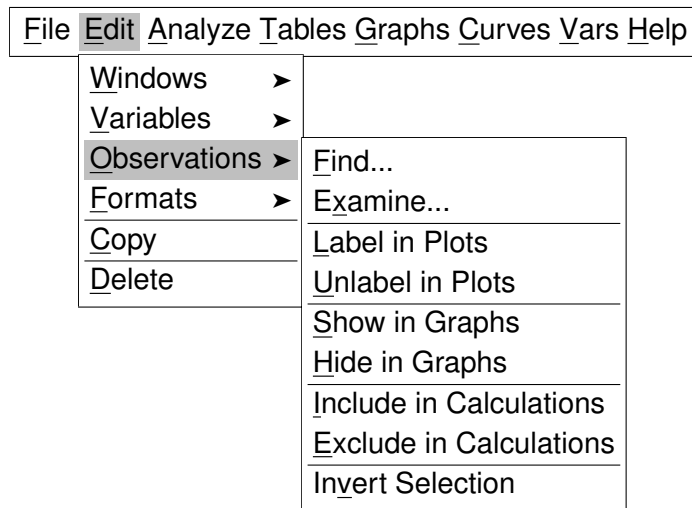 File Edit Analyze Tables Graphs Curves Vars Help
Windows ➤
Variables ➤
Observations ➤
Formats ➤
Copy
Delete
Find...
Examine...
Label in Plots
Unlabel in Plots
Show in Graphs
Hide in Graphs
Include in Calculations
Exclude in Calculations
Invert Selection